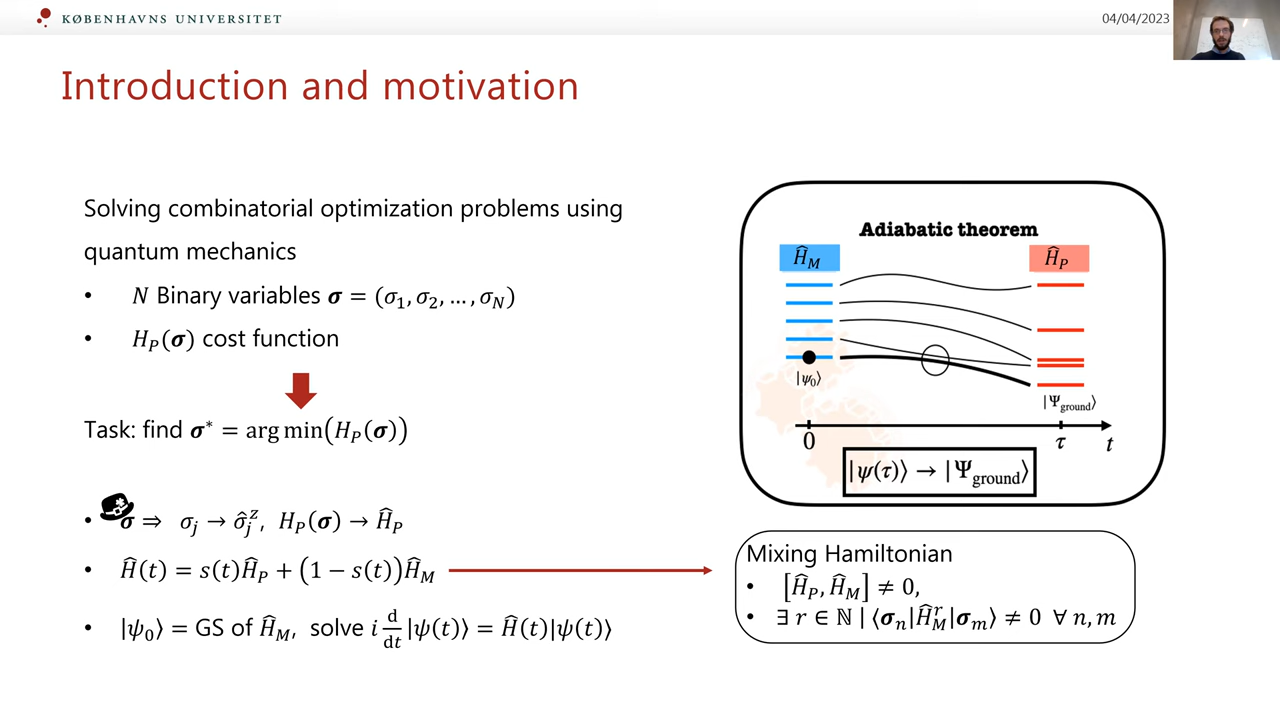 KØBENHAVNS UNIVERSITET
04/04/2023
Introduction and motivation
Solving combinatorial optimization problems using
quantum mechanics
• N Binary variables σ = (σ₁, σ₂, … , σ_N)
• H_P(σ) cost function
Task: find σ* = arg min(H_P(σ))
• σ ⇒ σ_j → σ̂_j^z, H_P(σ) → Ĥ_P
• Ĥ(t) = s(t)Ĥ_P + (1 − s(t))Ĥ_M
• |ψ₀⟩ = GS of Ĥ_M, solve i d/dt |ψ(t)⟩ = Ĥ(t)|ψ(t)⟩
Adiabatic theorem
Ĥ_M
Ĥ_P
|ψ₀⟩
|Ψ_ground⟩
0
τ
t
|ψ(τ)⟩ → |Ψ_ground⟩
Mixing Hamiltonian
• [Ĥ_P, Ĥ_M] ≠ 0,
• ∃ r ∈ ℕ | ⟨σ_n|Ĥ_M^r|σ_m⟩ ≠ 0 ∀ n, m